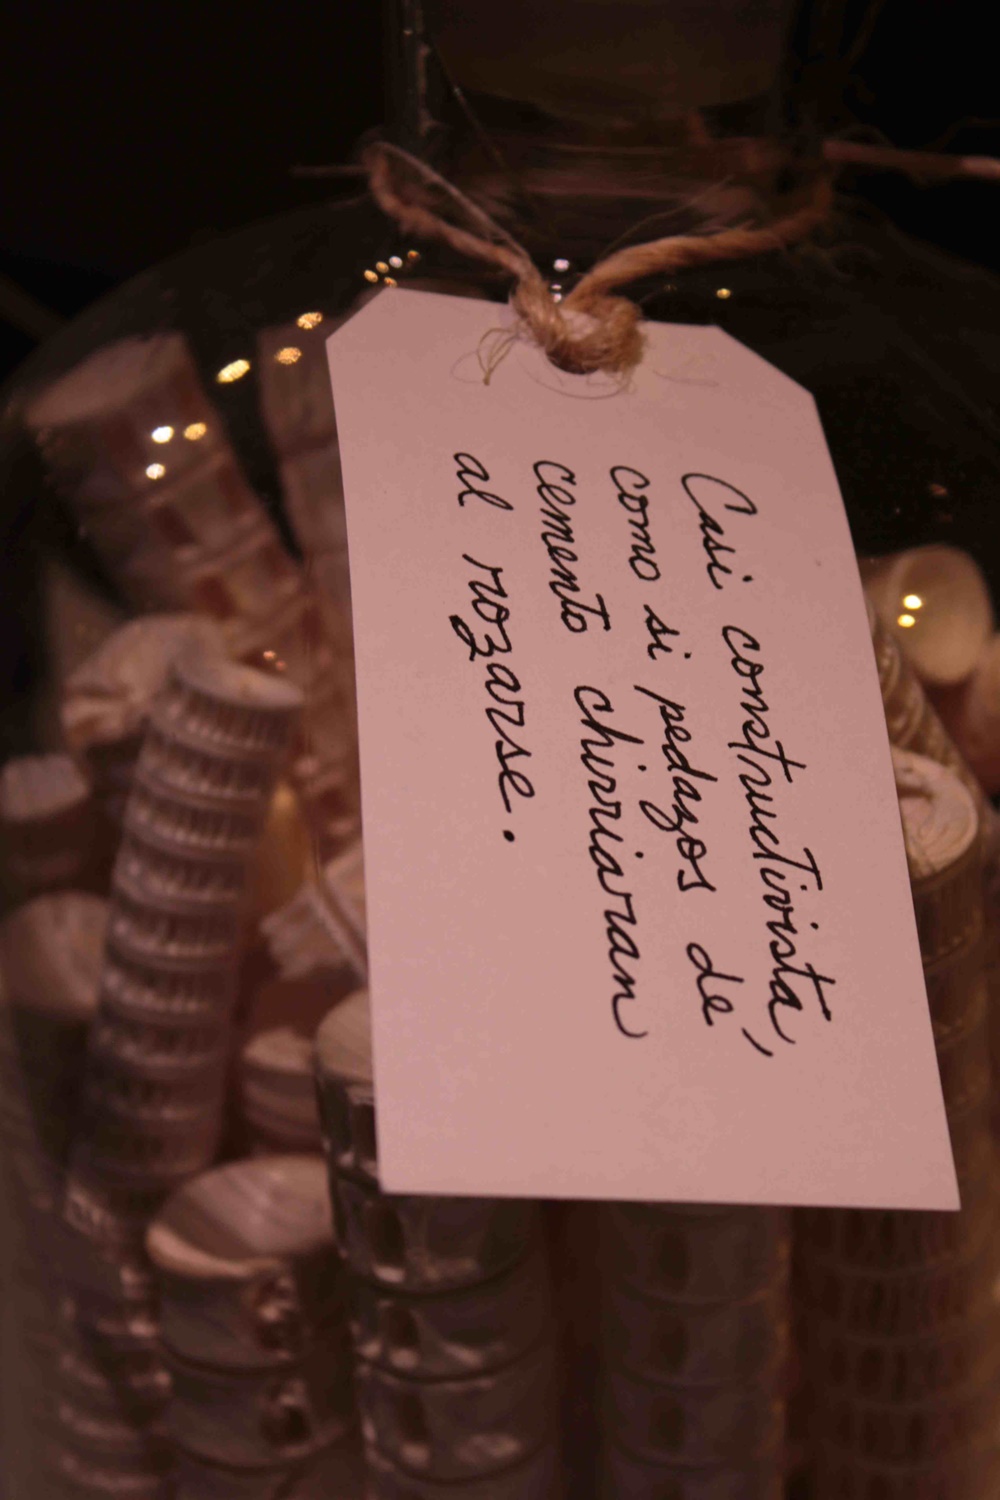 Casi constructivista,
como si pedazos de
cemento chirriaran
al rozarse.